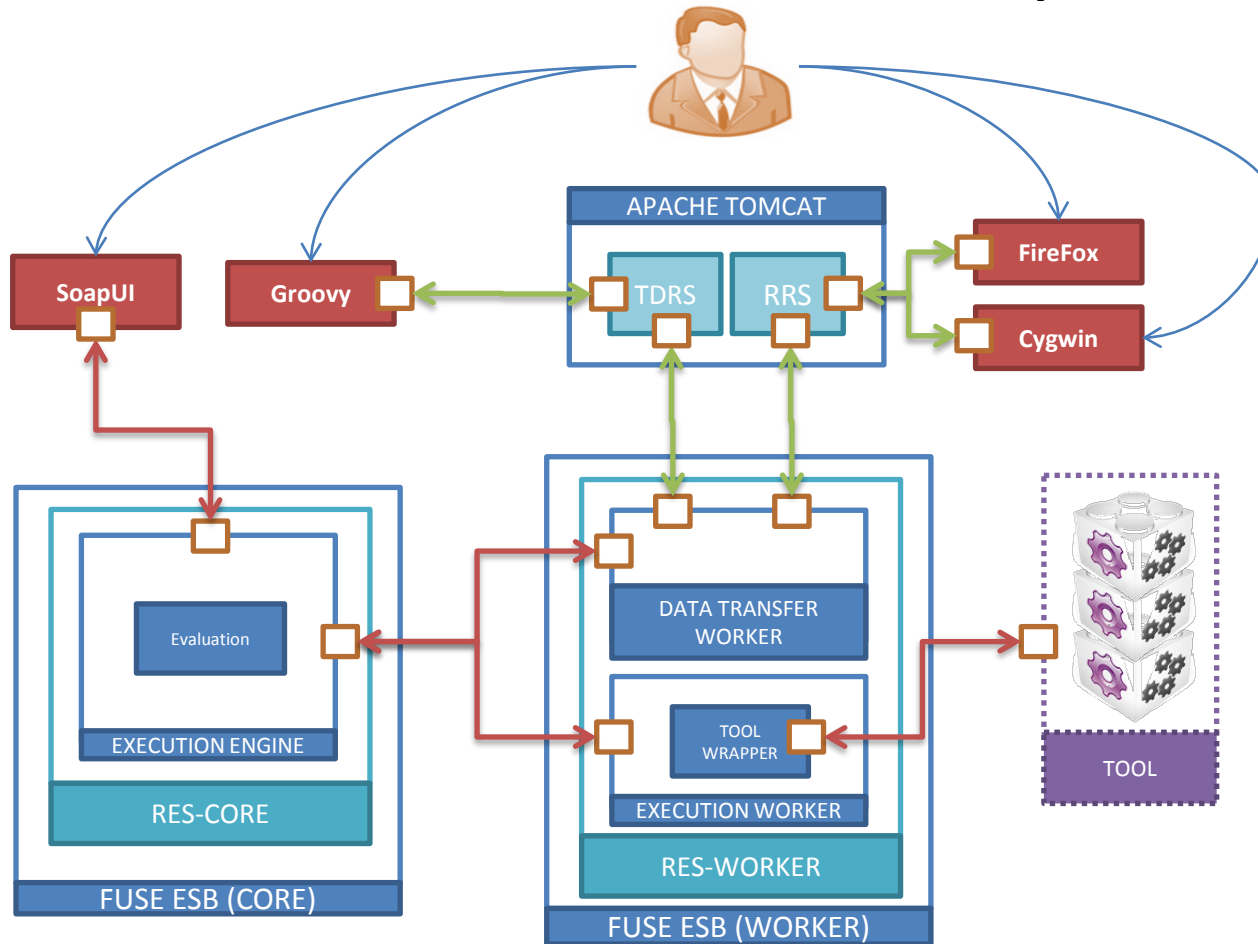 APACHE TOMCAT
SoapUI
Groovy
TDRS
RRS
FireFox
Cygwin
Evaluation
EXECUTION ENGINE
RES-CORE
FUSE ESB (CORE)
DATA TRANSFER
WORKER
TOOL
WRAPPER
EXECUTION WORKER
RES-WORKER
FUSE ESB (WORKER)
TOOL